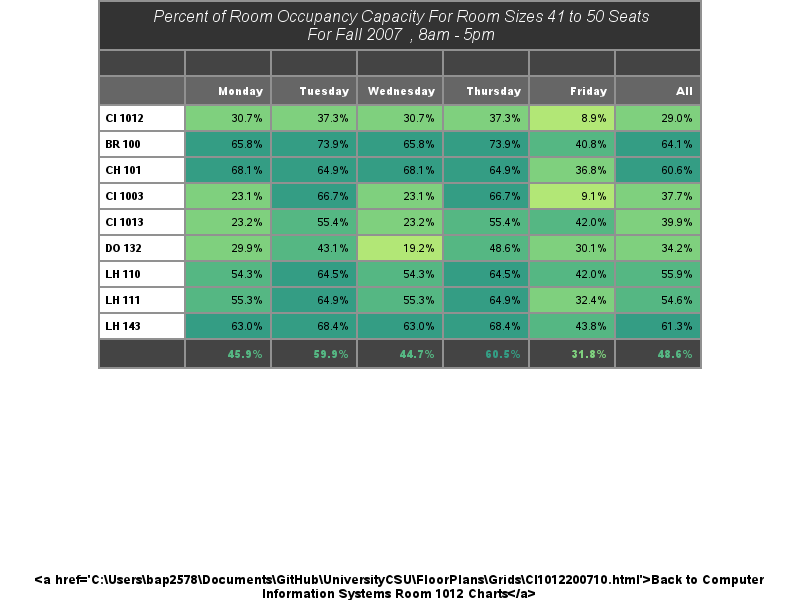 Percent of Room Occupancy Capacity For Room Sizes 41 to 50 Seats
For Fall 2007 , 8am - 5pm
Monday Tuesday Wednesday Thursday Friday All
CI 1012 30.7% 37.3% 30.7% 37.3% 8.9% 29.0%
BR 100 65.8% 73.9% 65.8% 73.9% 40.8% 64.1%
CH 101 68.1% 64.9% 68.1% 64.9% 36.8% 60.6%
CI 1003 23.1% 66.7% 23.1% 66.7% 9.1% 37.7%
CI 1013 23.2% 55.4% 23.2% 55.4% 42.0% 39.9%
DO 132 29.9% 43.1% 19.2% 48.6% 30.1% 34.2%
LH 110 54.3% 64.5% 54.3% 64.5% 42.0% 55.9%
LH 111 55.3% 64.9% 55.3% 64.9% 32.4% 54.6%
LH 143 63.0% 68.4% 63.0% 68.4% 43.8% 61.3%
45.9% 59.9% 44.7% 60.5% 31.8% 48.6%
<a href='C:\Users\bap2578\Documents\GitHub\UniversityCSU\FloorPlans\Grids\CI1012200710.html'>Back to Computer
Information Systems Room 1012 Charts</a>